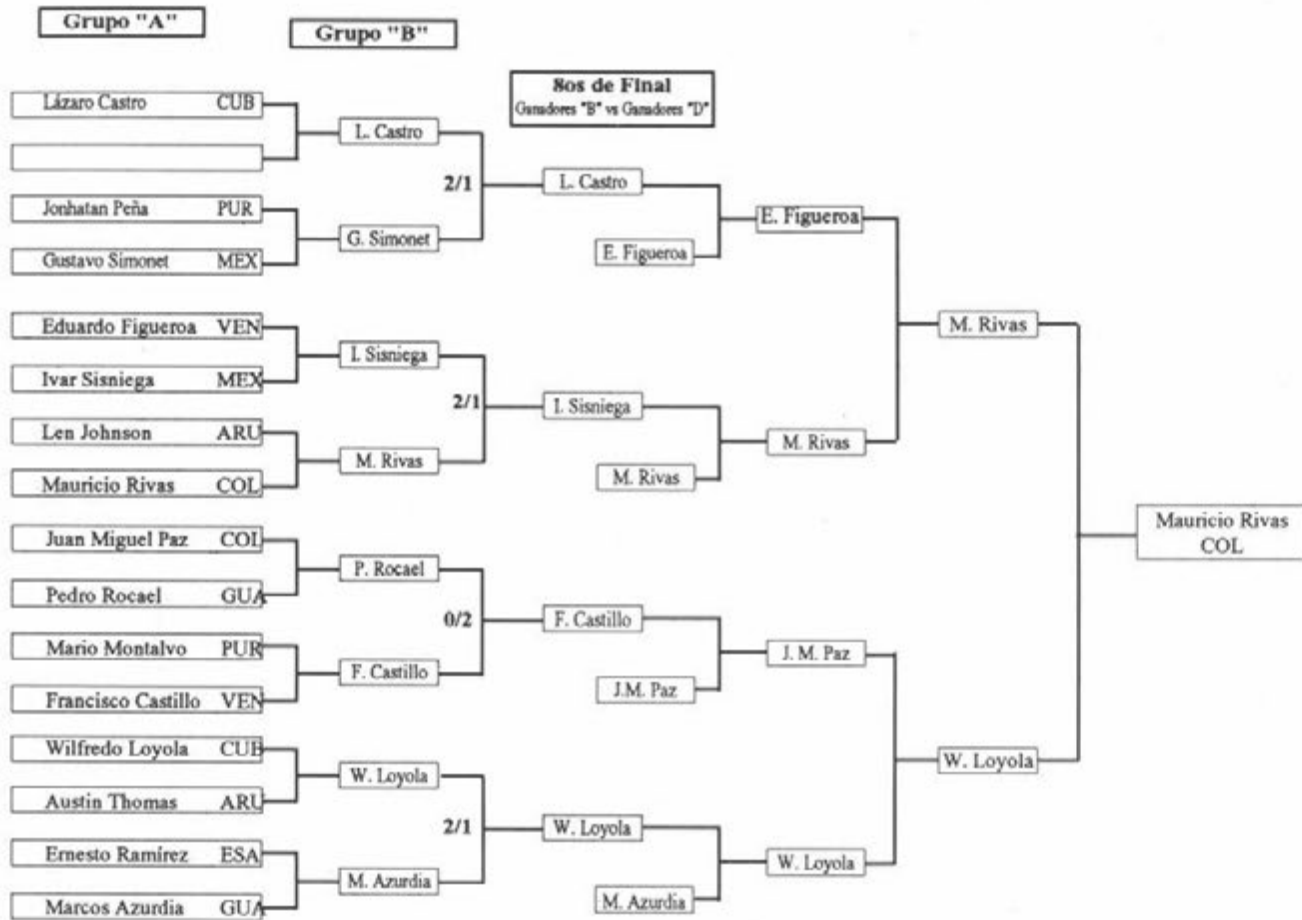 Grupo "A"
Grupo "B"
8os de Final
Ganadores "B" vs Ganadores "D"
Lázaro Castro CUB
Jonhatan Peña PUR
Gustavo Simonet MEX
Eduardo Figueroa VEN
Ivar Sisniega MEX
Len Johnson ARU
Mauricio Rivas COL
Juan Miguel Paz COL
Pedro Rocael GUA
Mario Montalvo PUR
Francisco Castillo VEN
Wilfredo Loyola CUB
Austin Thomas ARU
Ernesto Ramírez ESA
Marcos Azurdia GUA
L. Castro
2/1
G. Simonet
I. Sisniega
2/1
M. Rivas
P. Rocael
0/2
F. Castillo
W. Loyola
2/1
M. Azurdia
L. Castro
E. Figueroa
I. Sisniega
M. Rivas
F. Castillo
J.M. Paz
W. Loyola
M. Azurdia
E. Figueroa
M. Rivas
J. M. Paz
W. Loyola
M. Rivas
W. Loyola
Mauricio Rivas
COL